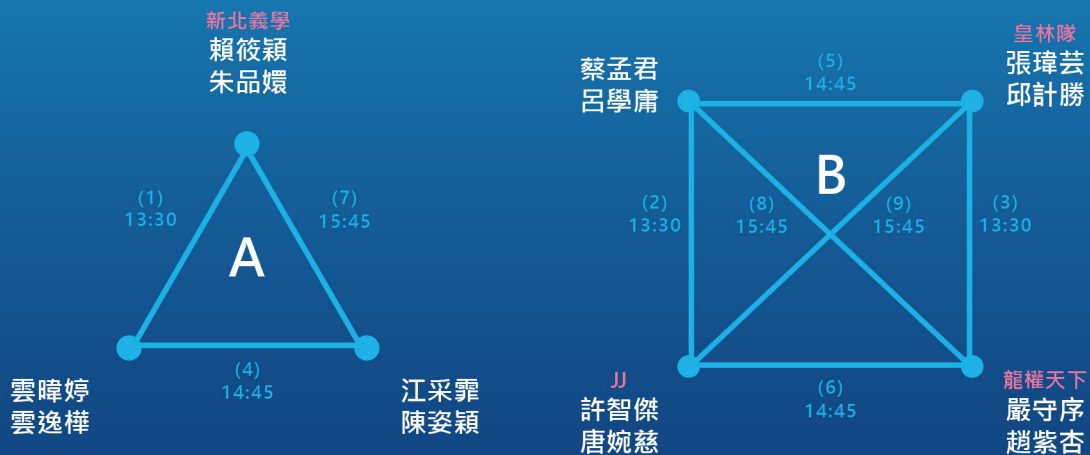 新北義學
賴筱穎
朱品嬛
(1)
13:30
(7)
15:45
A
(4)
14:45
雲暐婷
雲逸樺
江采霏
陳姿穎
蔡孟君
呂學庸
(5)
14:45
皇林隊
張瑋芸
邱計勝
B
(2)
13:30
(8)
15:45
(9)
15:45
(3)
13:30
JJ
許智傑
唐婉慈
(6)
14:45
龍權天下
嚴守序
趙紫杏